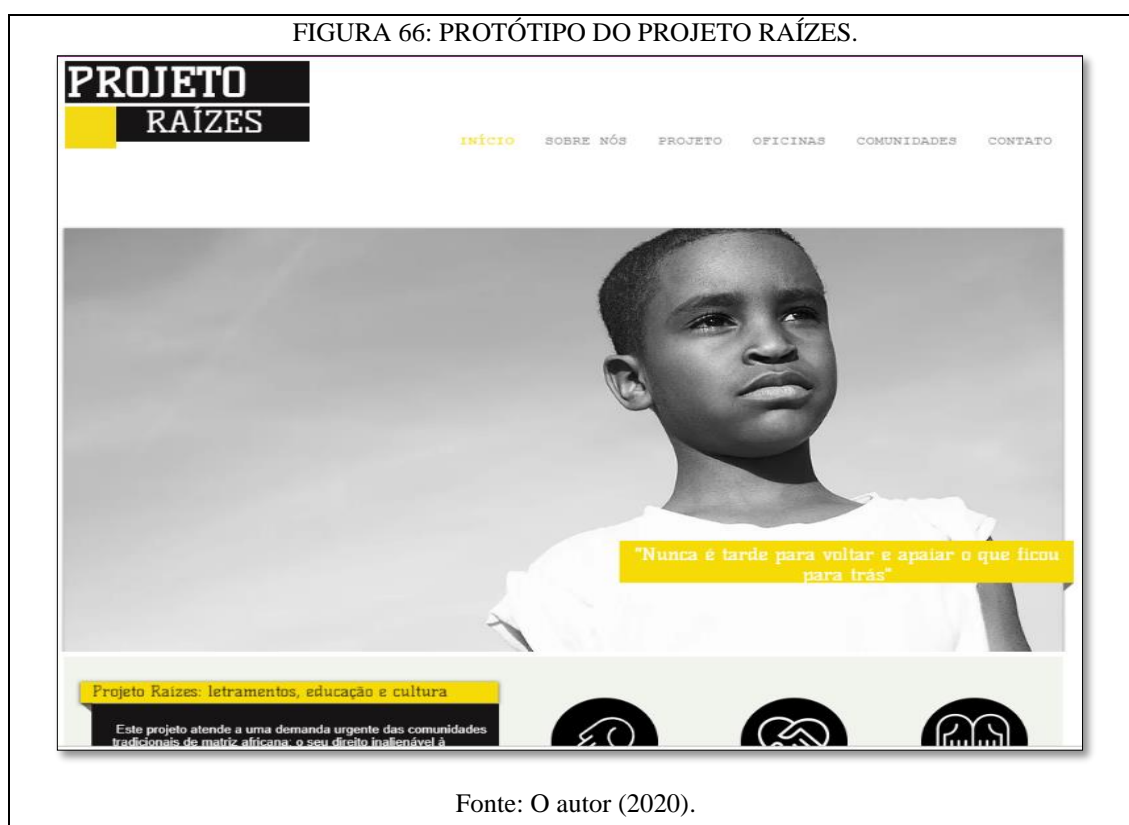 FIGURA 66: PROTÓTIPO DO PROJETO RAÍZES.
PROJETO
RAÍZES
INÍCIO SOBRE NÓS PROJETO OFICINAS COMUNIDADES CONTATO
"Nunca é tarde para voltar e apaiar o que ficou
para trás"
Projeto Raízes: letramentos, educação e cultura
Este projeto atende a uma demanda urgente das comunidades
tradicionais de matriz africana: o seu direito inalienável à
Fonte: O autor (2020).